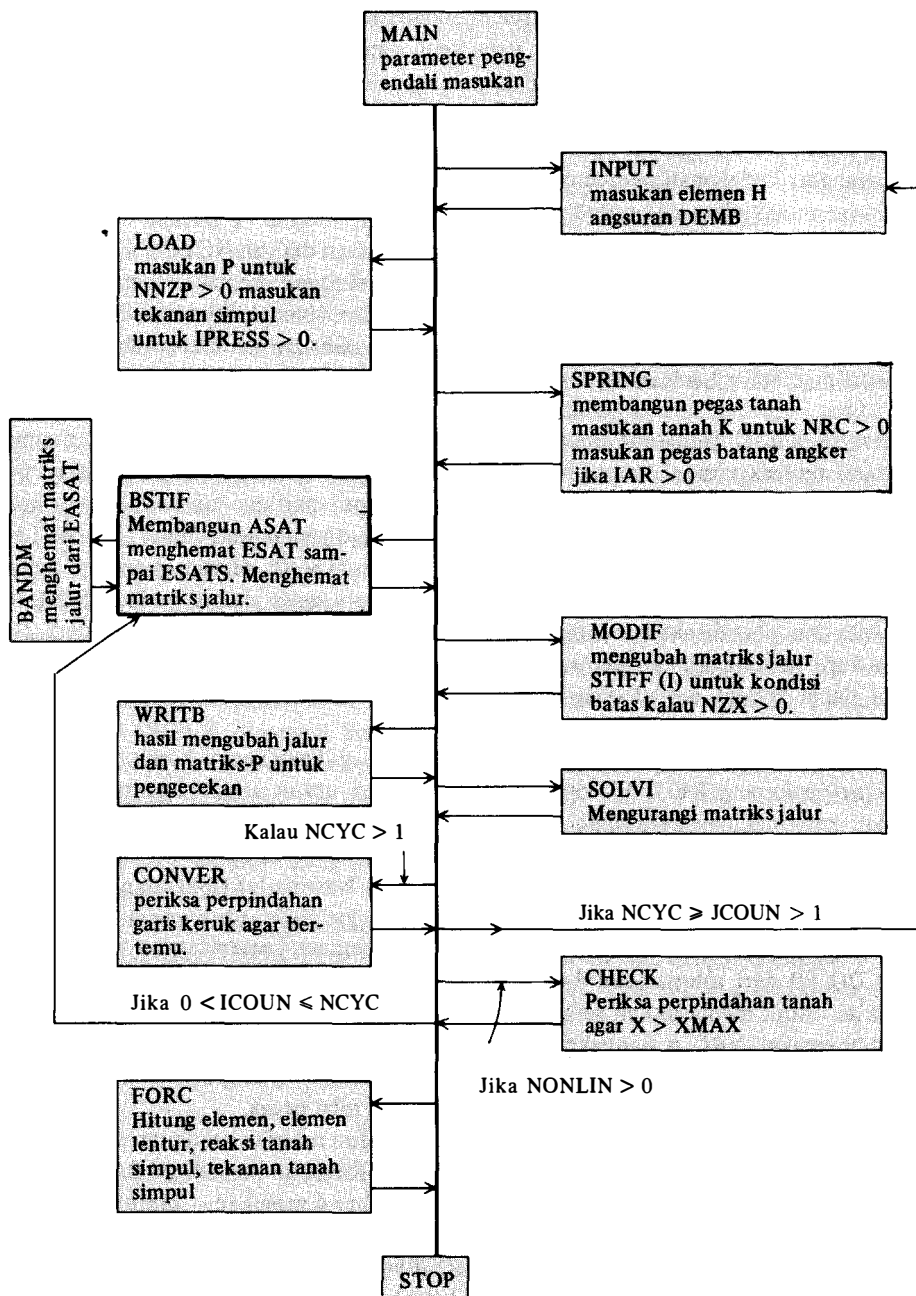 MAIN
parameter peng-
endali masukan
INPUT
masukan elemen H
angsuran DEMB
LOAD
masukan P untuk
NNZP > 0 masukan
tekanan simpul
untuk IPRESS > 0.
SPRING
membangun pegas tanah
masukan tanah K untuk NRC > 0
masukan pegas batang angker
jika IAR > 0
BANDM
menghemat matriks
jalur dari EASAT
BSTIF
Membangun ASAT
menghemat ESAT sam-
pai ESATS. Menghemat
matriks jalur.
MODIF
mengubah matriks jalur
STIFF (I) untuk kondisi
batas kalau NZX > 0.
WRITB
hasil mengubah jalur
dan matriks-P untuk
pengecekan
SOLVI
Mengurangi matriks jalur
Kalau NCYC > 1
CONVER
periksa perpindahan
garis keruk agar ber-
temu.
Jika NCYC ⩾ JCOUN > 1
CHECK
Periksa perpindahan tanah
agar X > XMAX
Jika 0 < ICOUN ⩽ NCYC
Jika NONLIN > 0
FORC
Hitung elemen, elemen
lentur, reaksi tanah
simpul, tekanan tanah
simpul
STOP